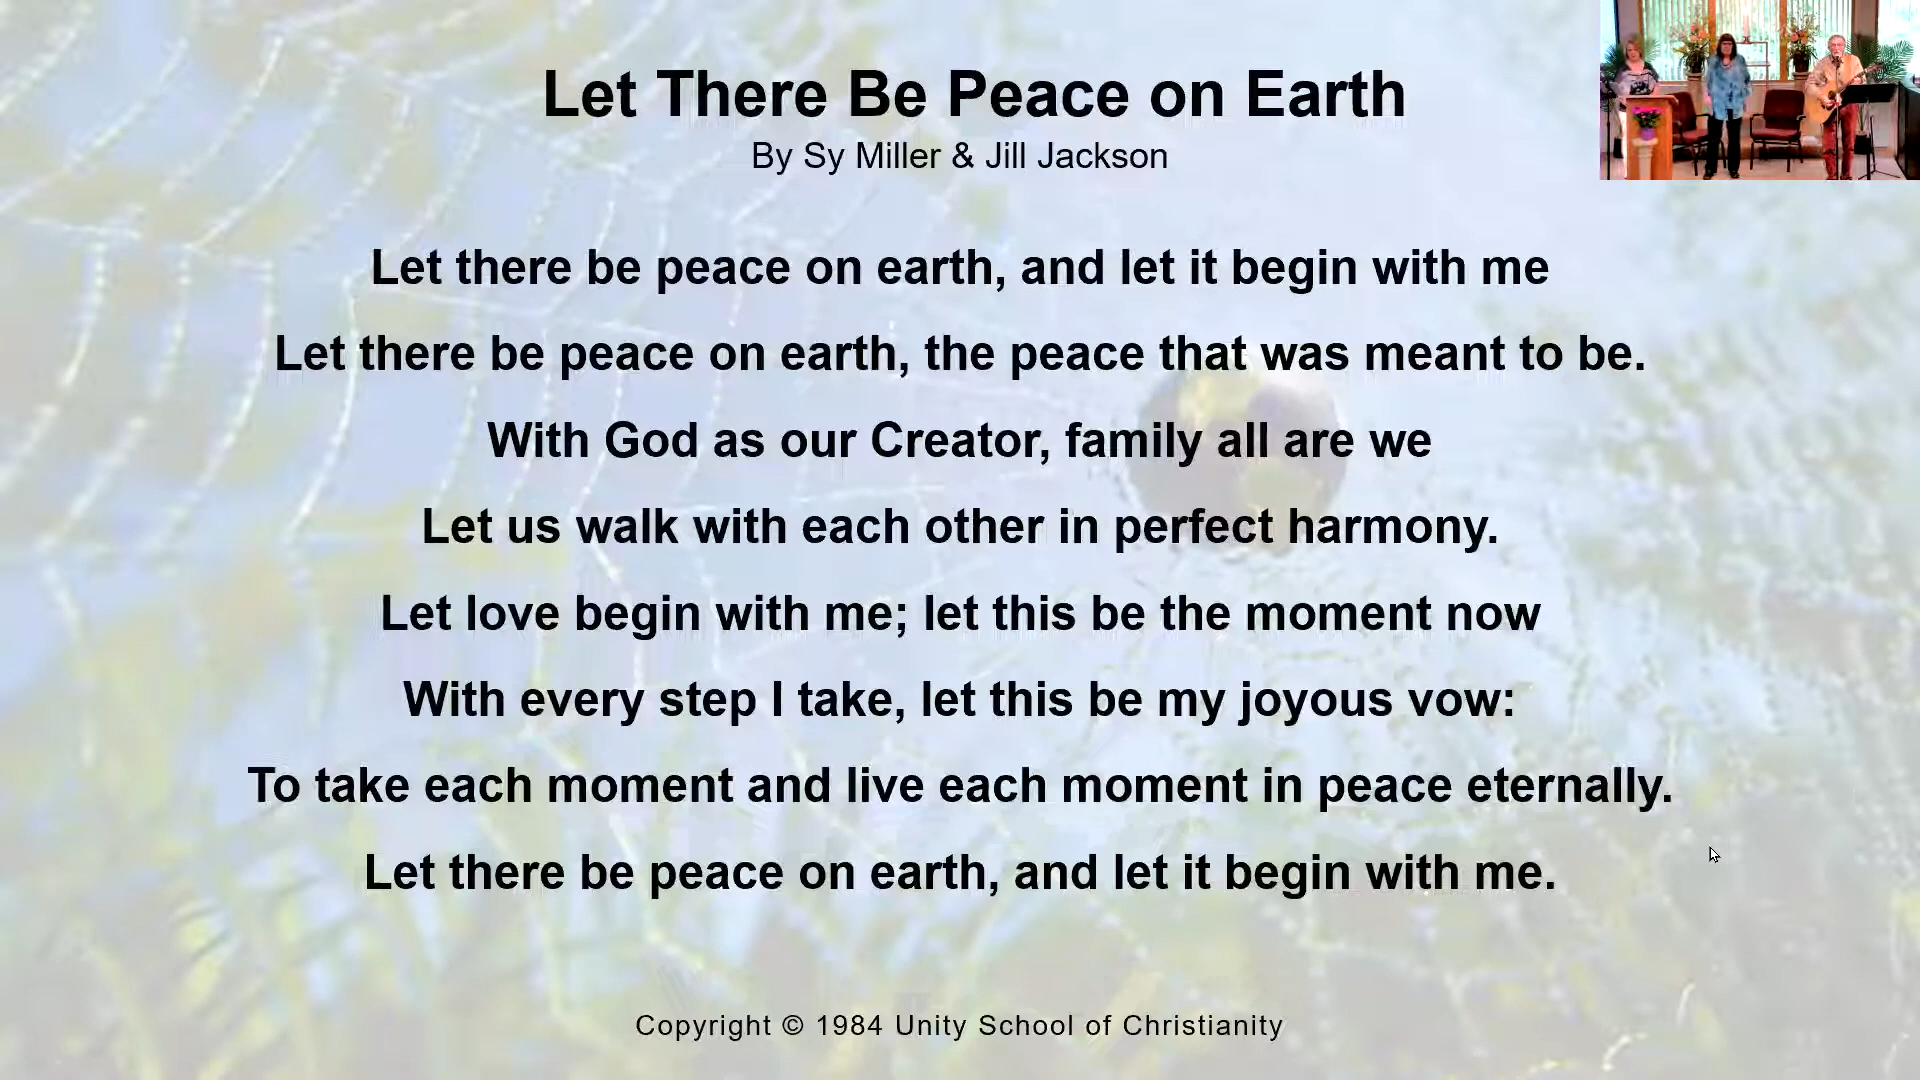 Let There Be Peace on Earth
By Sy Miller & Jill Jackson
Let there be peace on earth, and let it begin with me
Let there be peace on earth, the peace that was meant to be.
With God as our Creator, family all are we
Let us walk with each other in perfect harmony.
Let love begin with me; let this be the moment now
With every step I take, let this be my joyous vow:
To take each moment and live each moment in peace eternally.
Let there be peace on earth, and let it begin with me.
Copyright © 1984 Unity School of Christianity